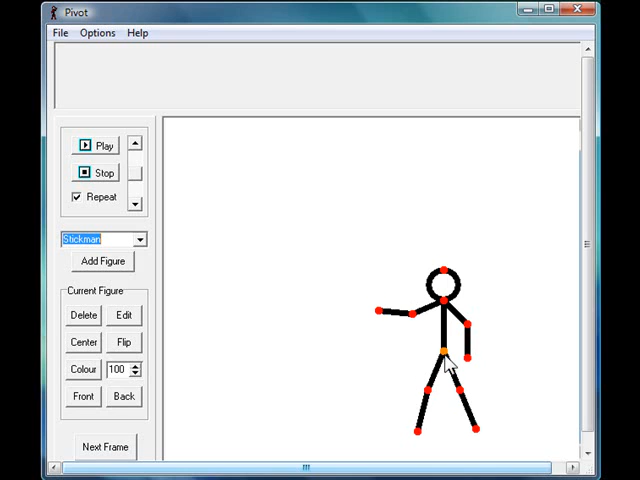 Pivot
File Options Help
Play
Stop
Repeat
Stickman
Add Figure
Current Figure
Delete Edit
Center Flip
Colour 100
Front Back
Next Frame